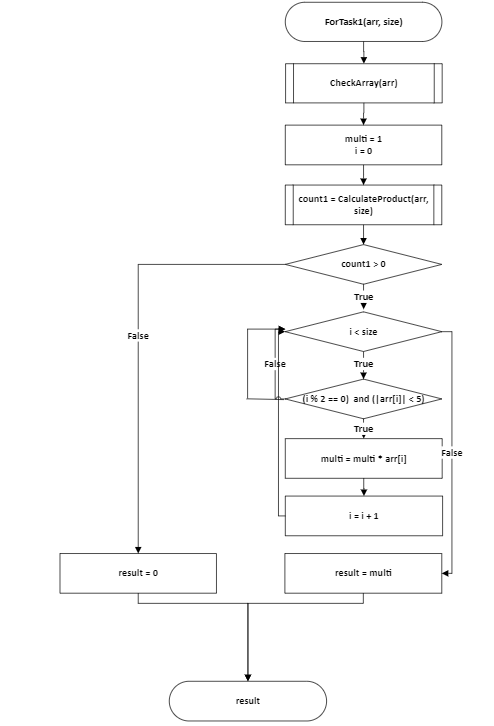 ForTask1(arr, size)
CheckArray(arr)
multi = 1
i = 0
count1 = CalculateProduct(arr,
size)
count1 > 0
True
False
i < size
False
True
(i % 2 == 0) and (|arr[i]| < 5)
True
multi = multi * arr[i]
False
i = i + 1
result = 0
result = multi
result